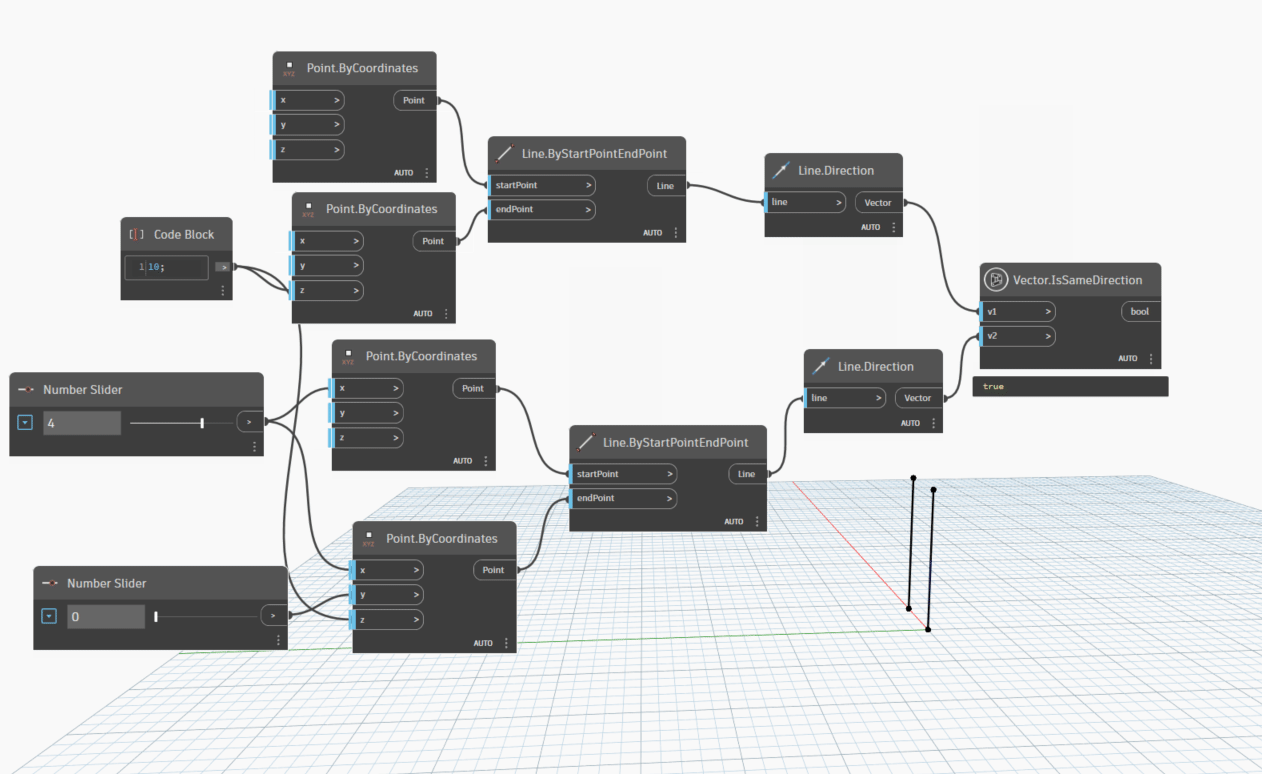 Point.ByCoordinates
XYZ
x >
Point
y >
z >
AUTO
Line.ByStartPointEndPoint
startPoint >
Line
endPoint >
AUTO
Line.Direction
line >
Vector
AUTO
Point.ByCoordinates
XYZ
x >
Point
y >
z >
AUTO
Code Block
1 10;
>
Vector.IsSameDirection
v1 >
bool
v2 >
AUTO
true
Point.ByCoordinates
XYZ
x >
Point
y >
z >
AUTO
Line.Direction
line >
Vector
AUTO
Number Slider
4
>
Line.ByStartPointEndPoint
startPoint >
Line
endPoint >
AUTO
Point.ByCoordinates
XYZ
x >
Point
y >
z >
AUTO
Number Slider
0
>